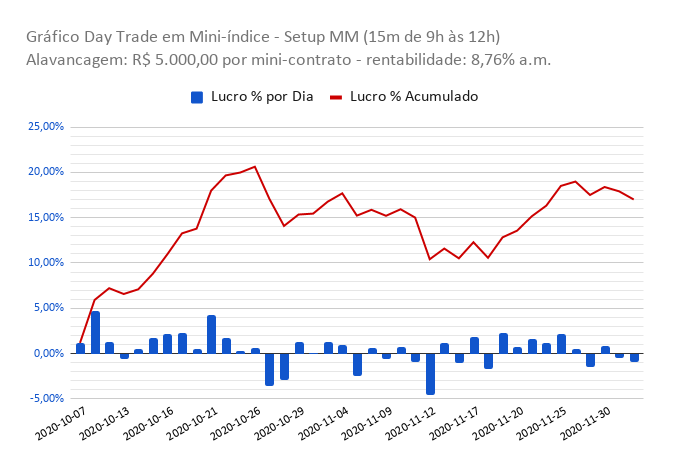 Gráfico Day Trade em Mini-índice - Setup MM (15m de 9h às 12h)
Alavancagem: R$ 5.000,00 por mini-contrato - rentabilidade: 8,76% a.m.
Lucro % por Dia Lucro % Acumulado
25,00%
20,00%
15,00%
10,00%
5,00%
0,00%
-5,00%
2020-10-07 2020-10-13 2020-10-16 2020-10-21 2020-10-26 2020-10-29 2020-11-04 2020-11-09 2020-11-12 2020-11-17 2020-11-20 2020-11-25 2020-11-30